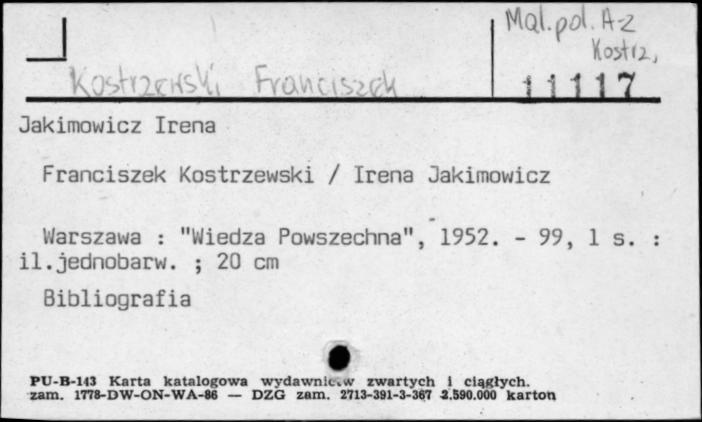 Mal. pol. A-Z
Kostrz,
Kostrzewski Franciszek
11117
Jakimowicz Irena
Franciszek Kostrzewski / Irena Jakimowicz
Warszawa : "Wiedza Powszechna", 1952. - 99, 1 s. :
il.jednobarw. ; 20 cm
Bibliografia
PU-B-143 Karta katalogowa wydawnictw zwartych i ciągłych.
zam. 1778-DW-ON-WA-86 — DZG zam. 2713-391-3-367 2.590.000 karton